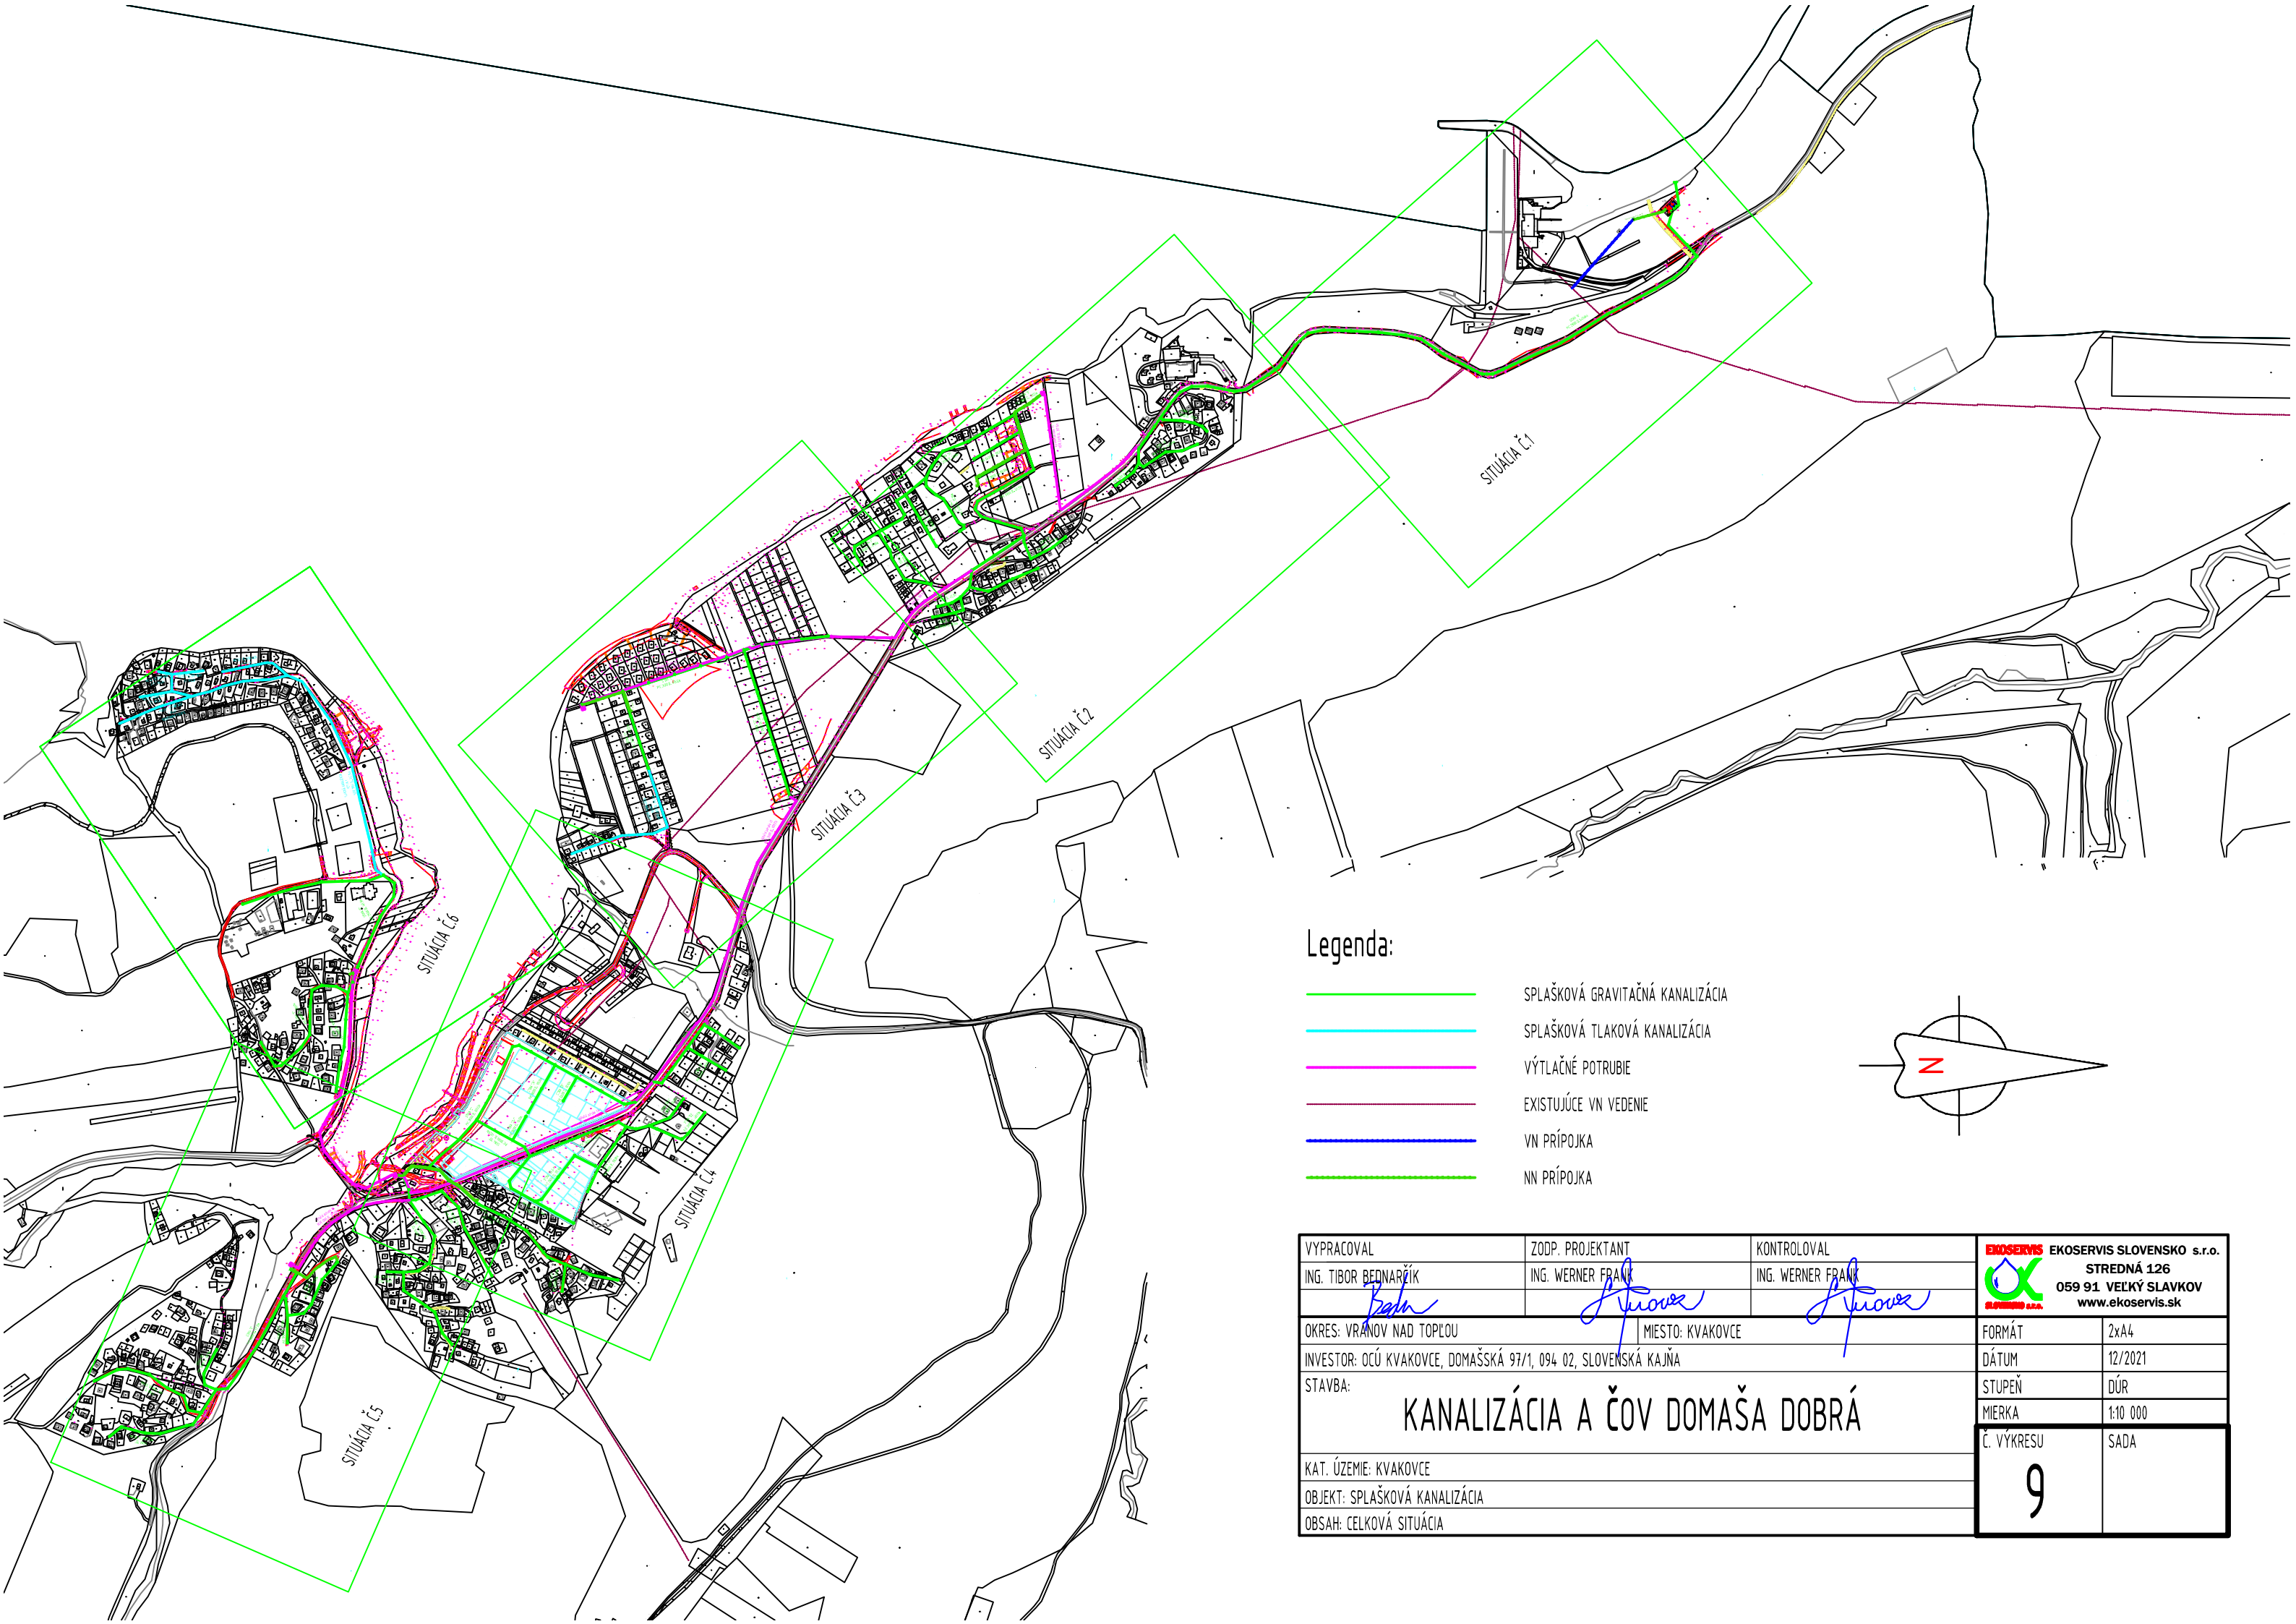 SITUÁCIA Č.1
SITUÁCIA Č.2
SITUÁCIA Č.3
SITUÁCIA Č.6
SITUÁCIA Č.4
SITUÁCIA Č.5
Legenda:
SPLAŠKOVÁ GRAVITAČNÁ KANALIZÁCIA
SPLAŠKOVÁ TLAKOVÁ KANALIZÁCIA
VÝTLAČNÉ POTRUBIE
EXISTUJÚCE VN VEDENIE
VN PRÍPOJKA
NN PRÍPOJKA
N
VYPRACOVAL
ZODP. PROJEKTANT
KONTROLOVAL
ING. TIBOR BEDNARČÍK
ING. WERNER FRANK
ING. WERNER FRANK
EKOSERVIS
SLOVENSKO s.r.o.
EKOSERVIS SLOVENSKO s.r.o.
STREDNÁ 126
059 91 VEĽKÝ SLAVKOV
www.ekoservis.sk
OKRES: VRANOV NAD TOPĽOU
MIESTO: KVAKOVCE
INVESTOR: OCÚ KVAKOVCE, DOMAŠSKÁ 97/1, 094 02, SLOVENSKÁ KAJŇA
STAVBA:
KANALIZÁCIA A ČOV DOMAŠA DOBRÁ
KAT. ÚZEMIE: KVAKOVCE
OBJEKT: SPLAŠKOVÁ KANALIZÁCIA
OBSAH: CELKOVÁ SITUÁCIA
FORMÁT 2xA4
DÁTUM 12/2021
STUPEŇ DÚR
MIERKA 1:10 000
Č. VÝKRESU
SADA
9